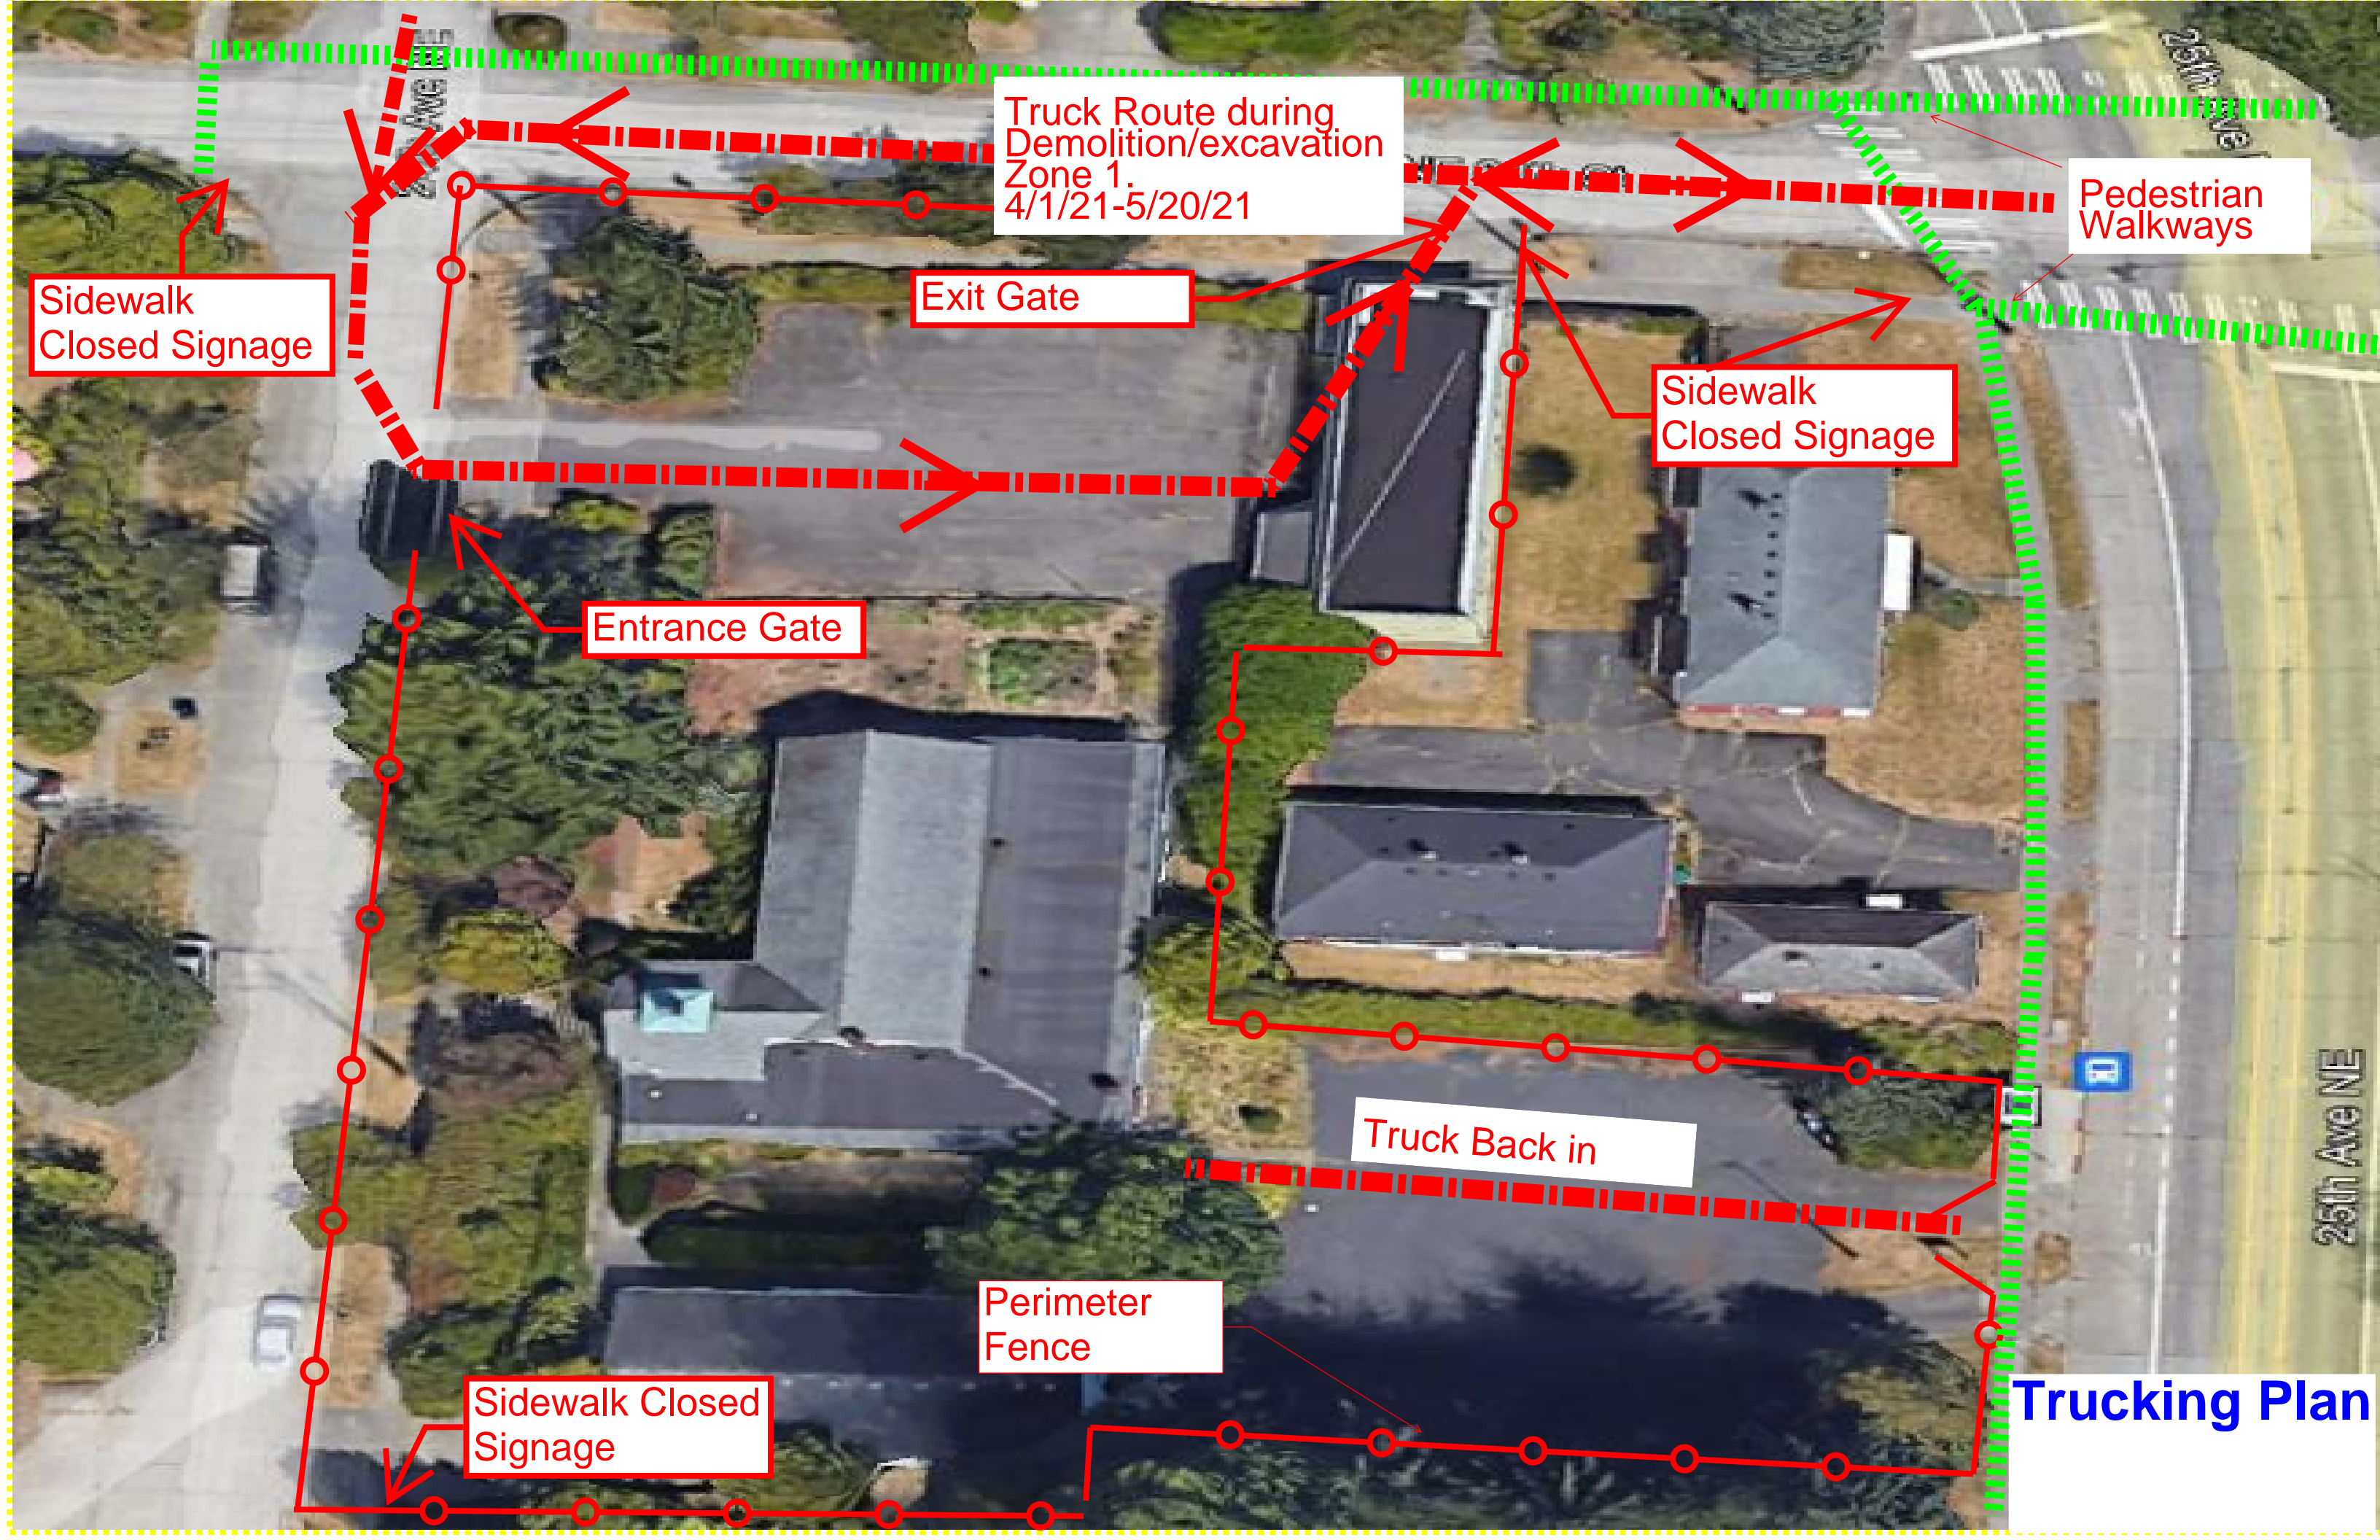 25th Ave
Truck Route during
Demolition/excavation
Zone 1.
4/1/21-5/20/21
Pedestrian
Walkways
Sidewalk
Closed Signage
Exit Gate
Sidewalk
Closed Signage
Entrance Gate
Truck Back in
25th Ave NE
Perimeter
Fence
Sidewalk Closed
Signage
Trucking Plan